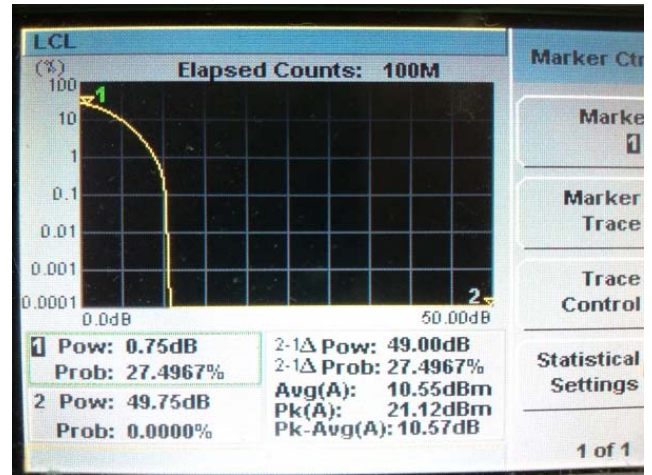 LCL
(%)
Elapsed Counts: 100M
100
10
1
0.1
0.01
0.001
0.0001
1
2
0.0dB
50.00dB
1 Pow: 0.75dB
Prob: 27.4967%
2 Pow: 49.75dB
Prob: 0.0000%
2-1Δ Pow: 49.00dB
2-1Δ Prob: 27.4967%
Avg(A): 10.55dBm
Pk(A): 21.12dBm
Pk-Avg(A): 10.57dB
Marker Ctr
Marke
1
Marker
Trace
Trace
Control
Statistical
Settings
1 of 1